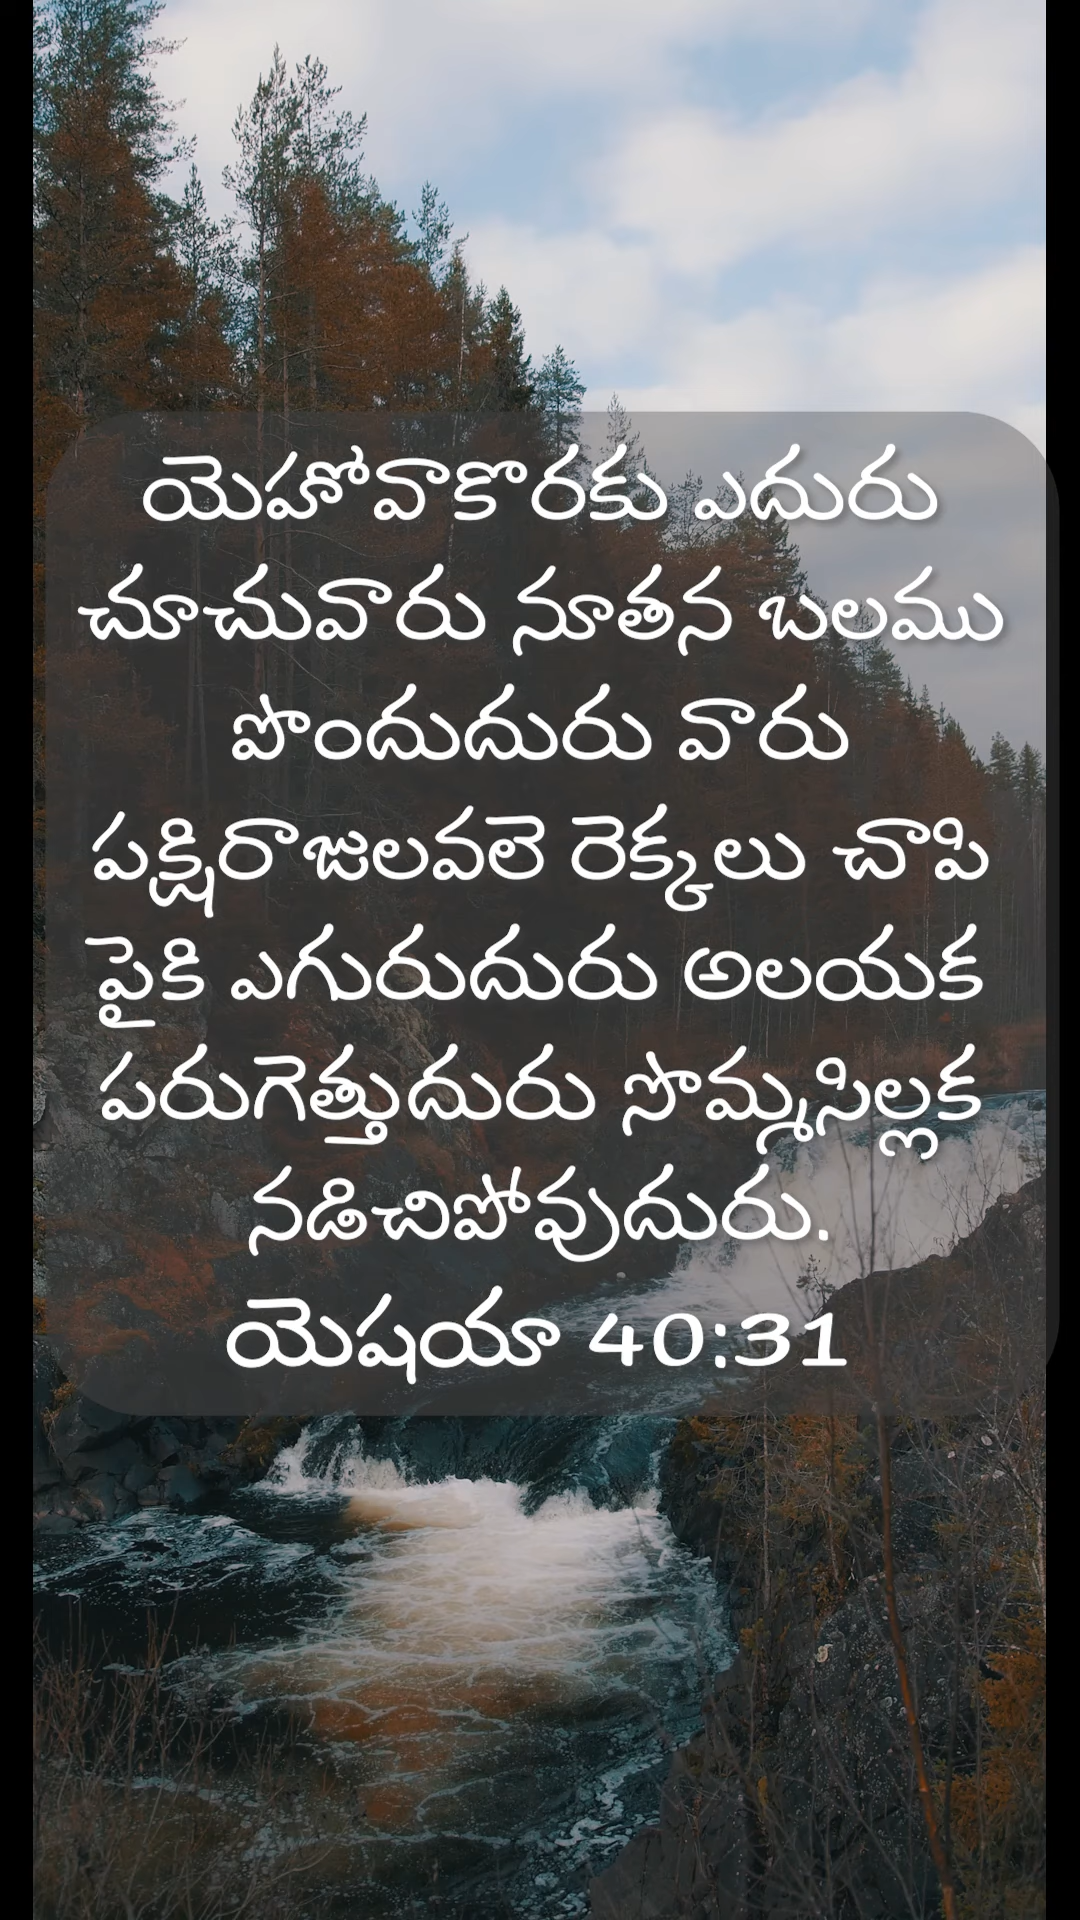 యెహోవాకొరకు ఎదురు
చూచువారు నూతన బలము
పొందుదురు వారు
పక్షిరాజులవలె రెక్కలు చాపి
పైకి ఎగురుదురు అలయక
పరుగెత్తుదురు సొమ్మసిల్లక
నడిచిపోవుదురు.
యెషయా 40:31